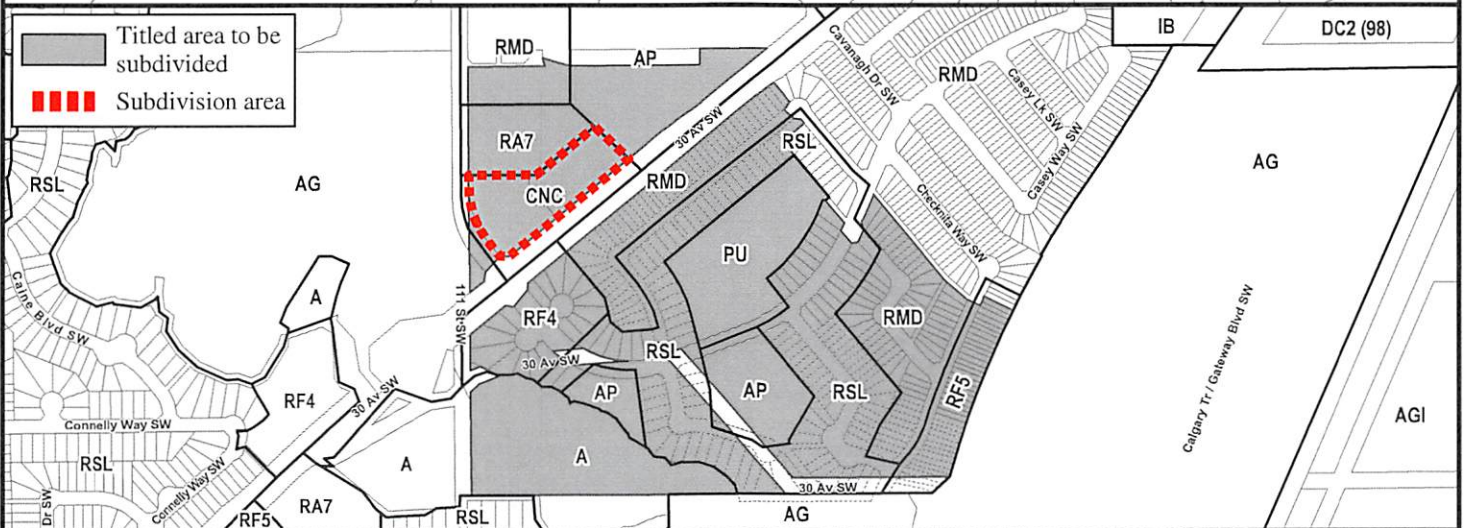 Titled area to be
subdivided
Subdivision area
RMD
AP
IB
DC2 (98)
Cavanagh Dr SW
RMD
Casey Lk SW
Casey Way SW
30 Av SW
RSL
AG
RSL
AG
RA7
CNC
RMD
Checknita Way SW
PU
A
Caine Blvd SW
111 St SW
RF4
RMD
RSL
30 Av SW
AP
AP
RSL
RF5
Calgary Tr / Gateway Blvd SW
AGI
RF4
30 Av SW
Connelly Way SW
RSL
A
A
Connelly Way SW
Dr SW
RF5
RA7
RSL
30 Av SW
AG